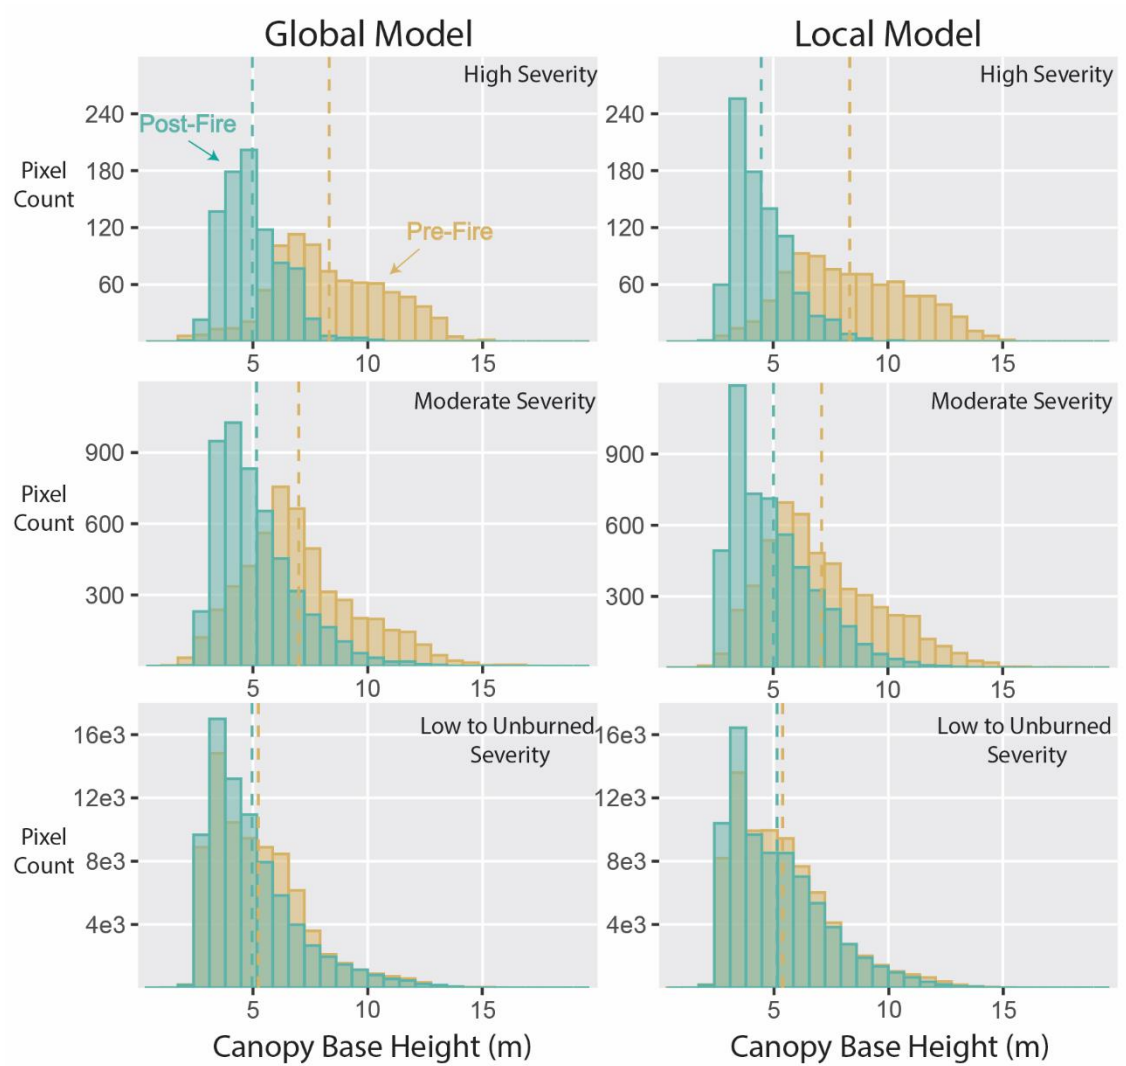 Global Model
Local Model
High Severity
High Severity
Post-Fire
Pre-Fire
Pixel
Count
240
180
120
60
5
10
15
240
180
120
60
5
10
15
Moderate Severity
Moderate Severity
Pixel
Count
900
600
300
5
10
15
900
600
300
5
10
15
Low to Unburned
Severity
Low to Unburned
Severity
Pixel
Count
16e3
12e3
8e3
4e3
5
10
15
16e3
12e3
8e3
4e3
5
10
15
Canopy Base Height (m)
Canopy Base Height (m)